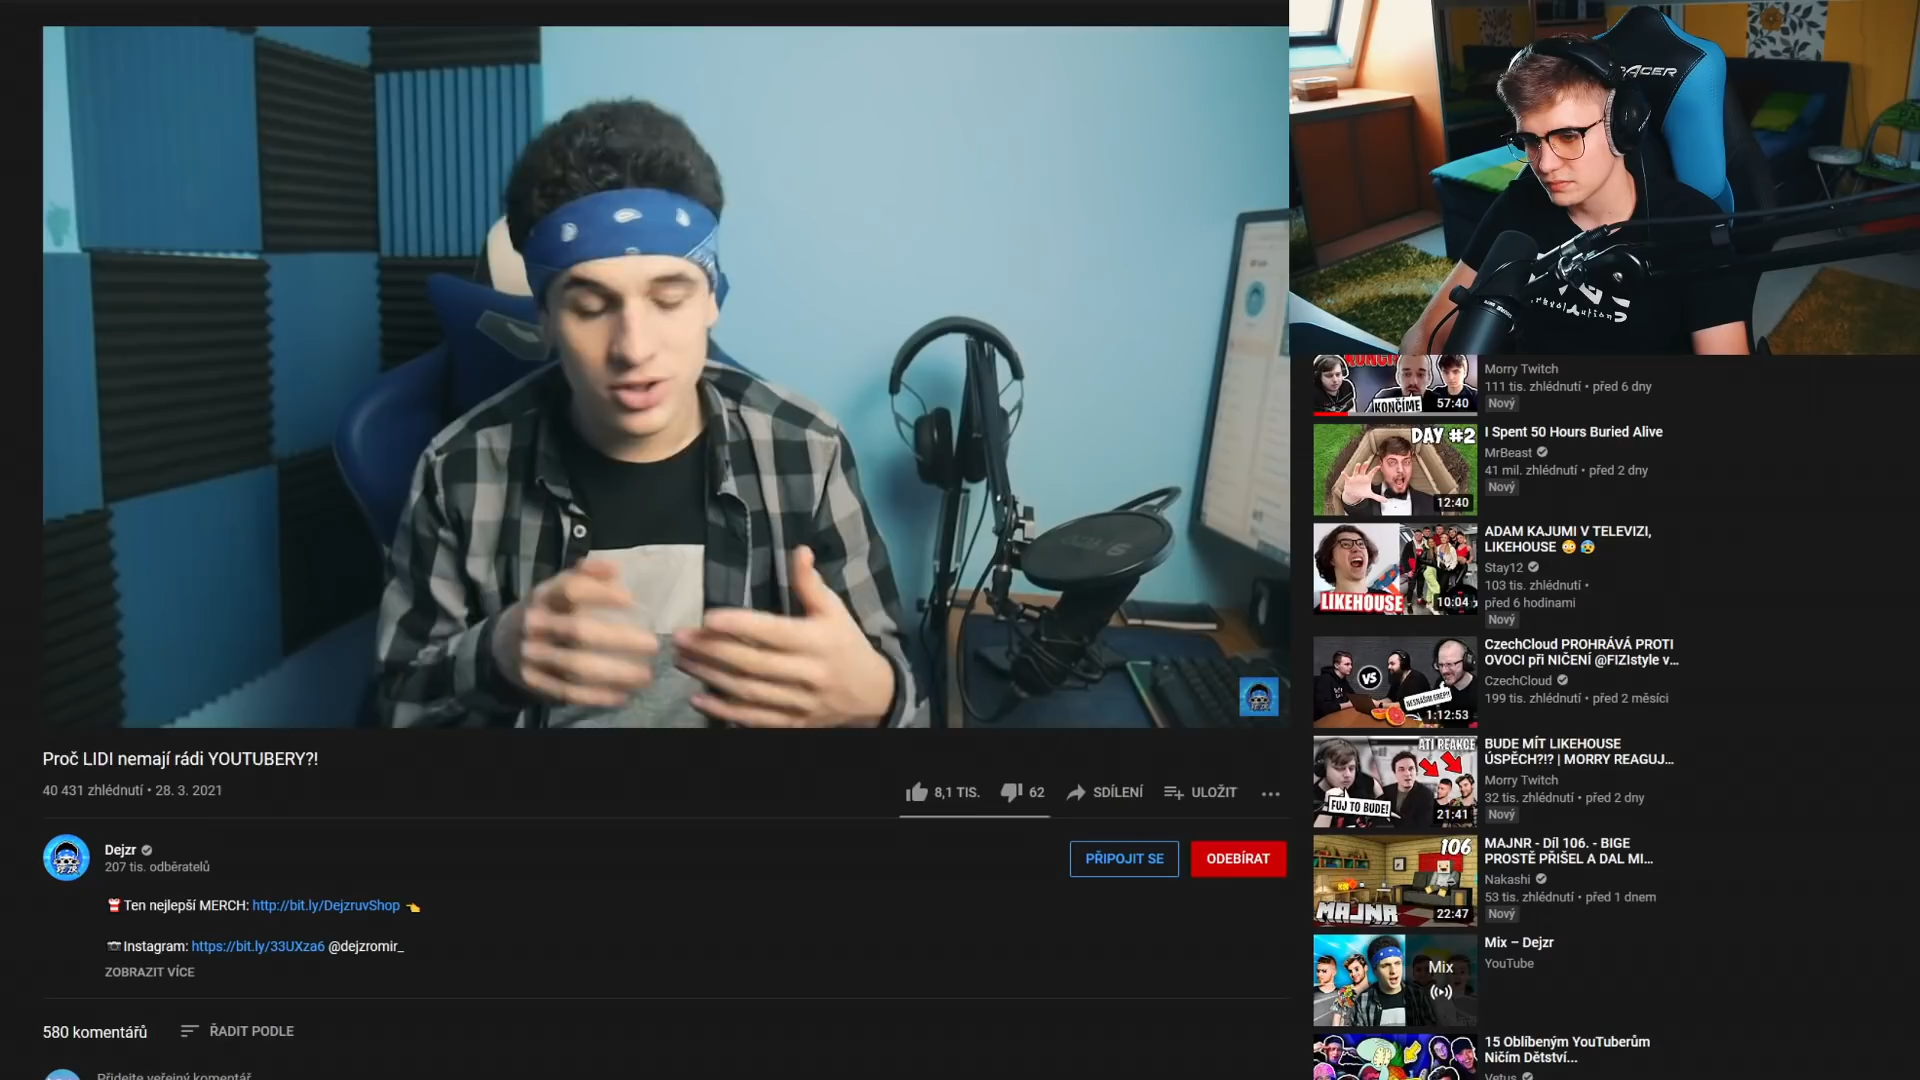 Proč LIDI nemají rádi YOUTUBERY?!
40 431 zhlédnutí • 28. 3. 2021
8,1 TIS.
62
SDÍLENÍ
ULOŽIT
Dejzr
207 tis. odběratelů
PŘIPOJIT SE
ODEBÍRAT
Ten nejlepší MERCH: http://bit.ly/DejzruvShop
Instagram: https://bit.ly/33UXza6 @dejzromir_
ZOBRAZIT VÍCE
580 komentářů
ŘADIT PODLE
Přidejte veřejný komentář
KONČÍME
57:40
Morry Twitch
111 tis. zhlédnutí • před 6 dny
Nový
DAY #2
12:40
I Spent 50 Hours Buried Alive
MrBeast
41 mil. zhlédnutí • před 2 dny
Nový
LIKEHOUSE
10:04
ADAM KAJUMI V TELEVIZI,
LIKEHOUSE
Stay12
103 tis. zhlédnutí •
před 6 hodinami
Nový
VS
1:12:53
CzechCloud PROHRÁVÁ PROTI
OVOCI při NIČENÍ @FIZIstyle v...
CzechCloud
199 tis. zhlédnutí • před 2 měsíci
ATI REAKCE
FUJ TO BUDE!
21:41
BUDE MÍT LIKEHOUSE
ÚSPĚCH?!? | MORRY REAGUJ...
Morry Twitch
32 tis. zhlédnutí • před 2 dny
Nový
106
MAJNR
22:47
MAJNR - Díl 106. - BIGE
PROSTĚ PŘIŠEL A DAL MI...
Nakashi
53 tis. zhlédnutí • před 1 dnem
Nový
Mix
Mix – Dejzr
YouTube
15 Oblíbeným YouTuberům
Ničím Dětství...
Vetus